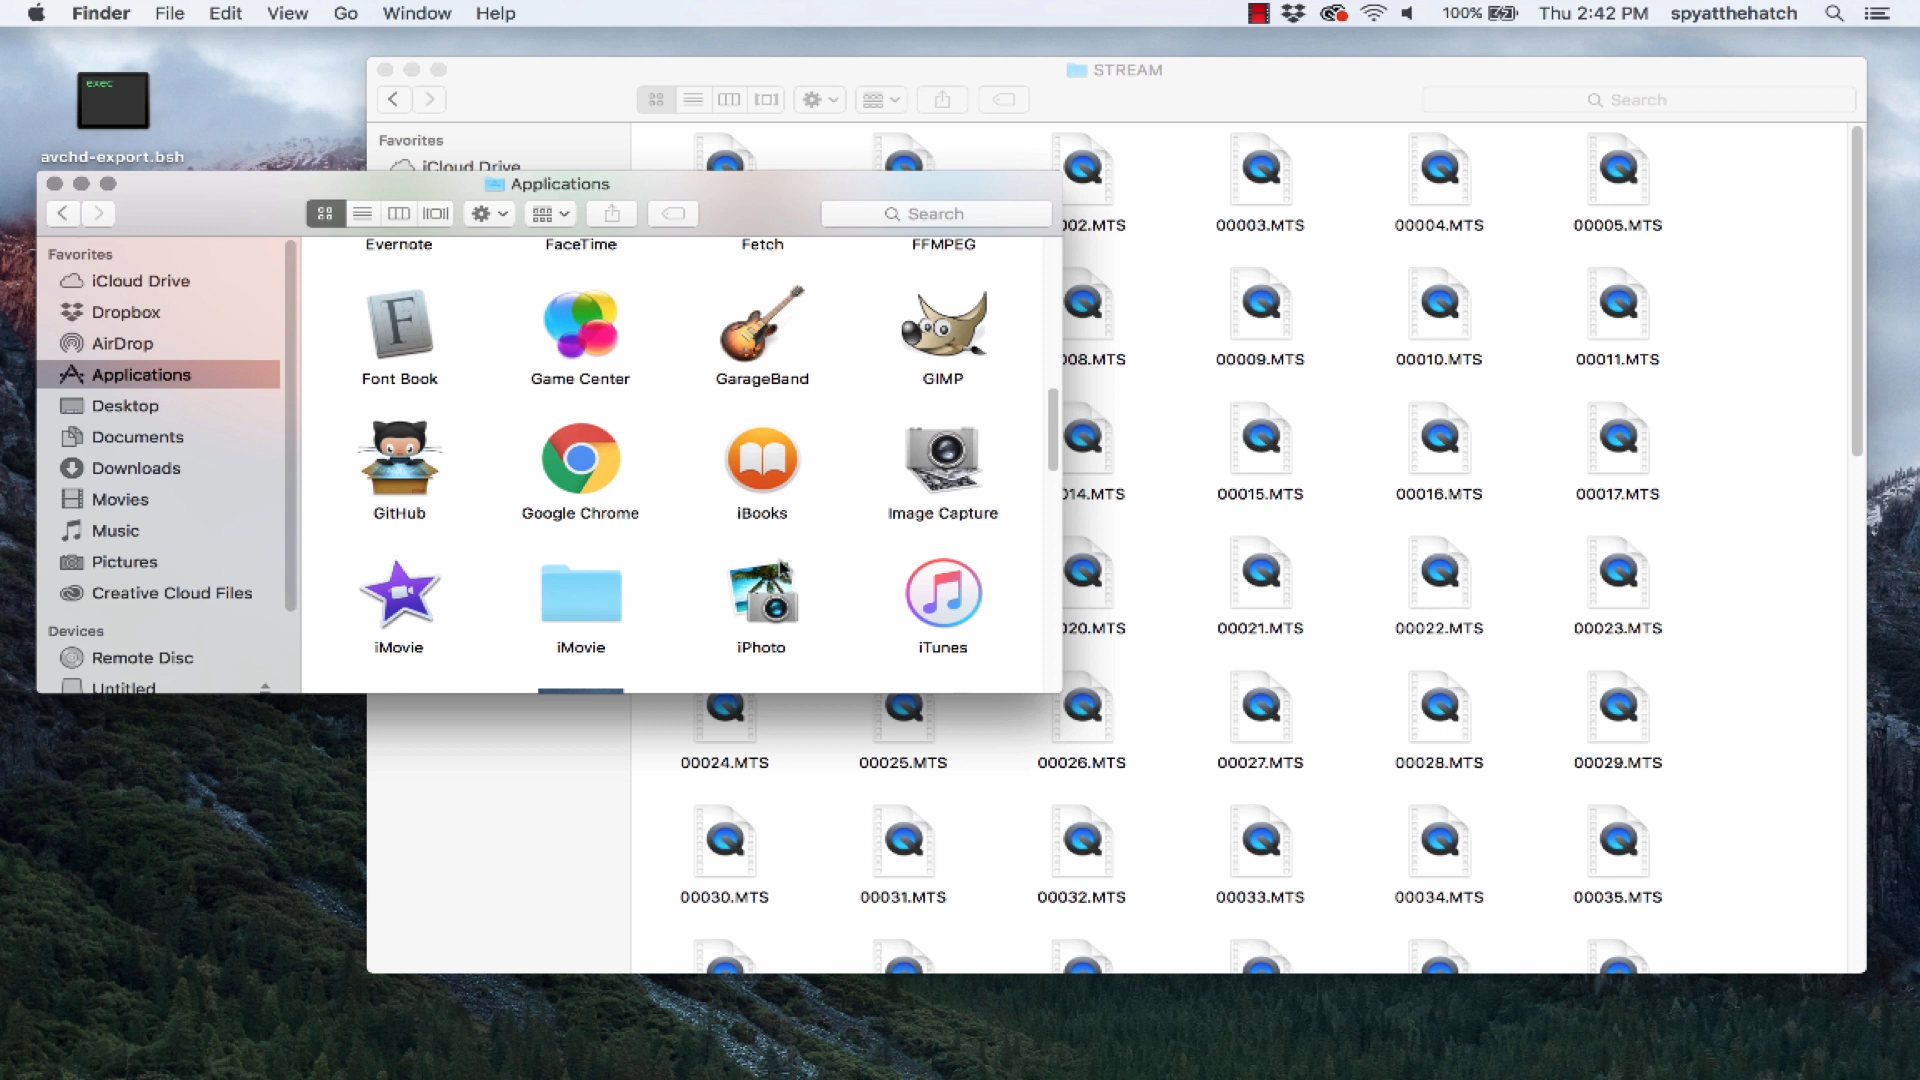 Finder File Edit View Go Window Help 100% Thu 2:42 PM spyatthehatch
exec
avchd-export.bsh
STREAM
Search
Favorites
iCloud Drive
02.MTS 00003.MTS 00004.MTS 00005.MTS
08.MTS 00009.MTS 00010.MTS 00011.MTS
14.MTS 00015.MTS 00016.MTS 00017.MTS
20.MTS 00021.MTS 00022.MTS 00023.MTS
00024.MTS 00025.MTS 00026.MTS 00027.MTS 00028.MTS 00029.MTS
00030.MTS 00031.MTS 00032.MTS 00033.MTS 00034.MTS 00035.MTS
Applications
Search
Favorites
iCloud Drive
Dropbox
AirDrop
Applications
Desktop
Documents
Downloads
Movies
Music
Pictures
Creative Cloud Files
Devices
Remote Disc
Untitled
Evernote FaceTime Fetch FFMPEG
Font Book Game Center GarageBand GIMP
GitHub Google Chrome iBooks Image Capture
iMovie iMovie iPhoto iTunes